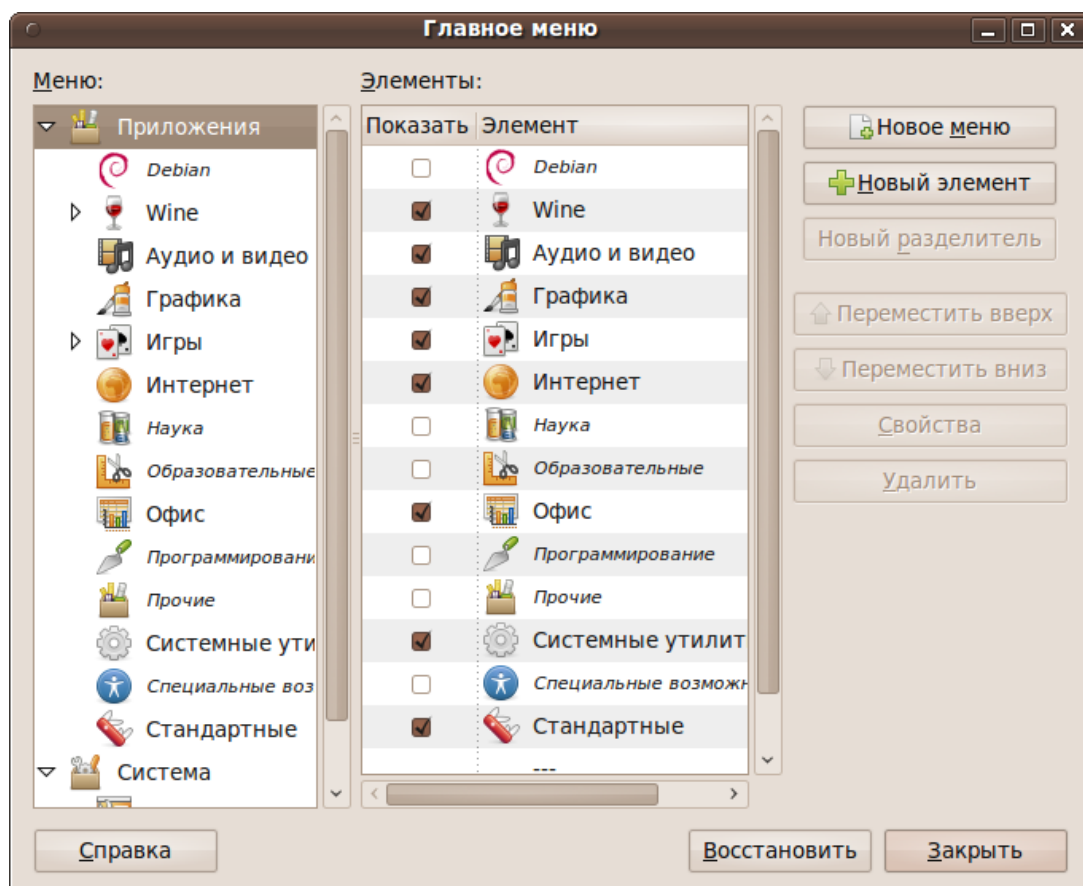 Главное меню
Меню:
Приложения
Debian
Wine
Аудио и видео
Графика
Игры
Интернет
Наука
Образовательные
Офис
Программировани
Прочие
Системные ути
Специальные воз
Стандартные
Система
Элементы:
Показать Элемент
Debian
Wine
Аудио и видео
Графика
Игры
Интернет
Наука
Образовательные
Офис
Программирование
Прочие
Системные утилит
Специальные возможн
Стандартные
---
Новое меню
Новый элемент
Новый разделитель
Переместить вверх
Переместить вниз
Свойства
Удалить
Справка
Восстановить
Закрыть